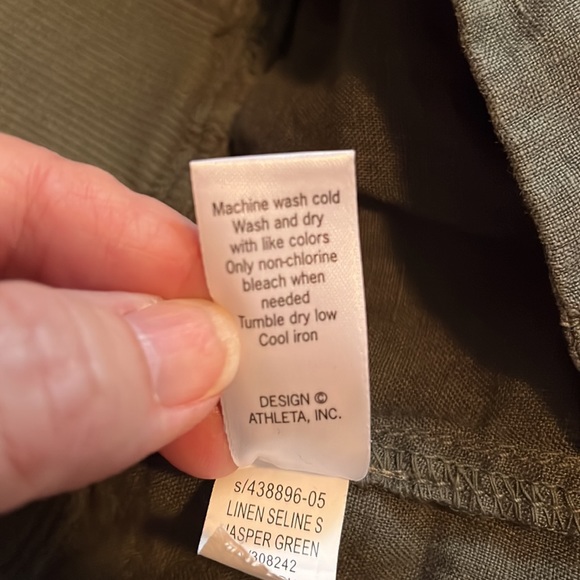 Machine wash cold
Wash and dry
with like colors
Only non-chlorine
bleach when
needed
Tumble dry low
Cool iron
DESIGN ©
ATHLETA, INC.
s/438896-05
LINEN SELINE S
JASPER GREEN
/308242